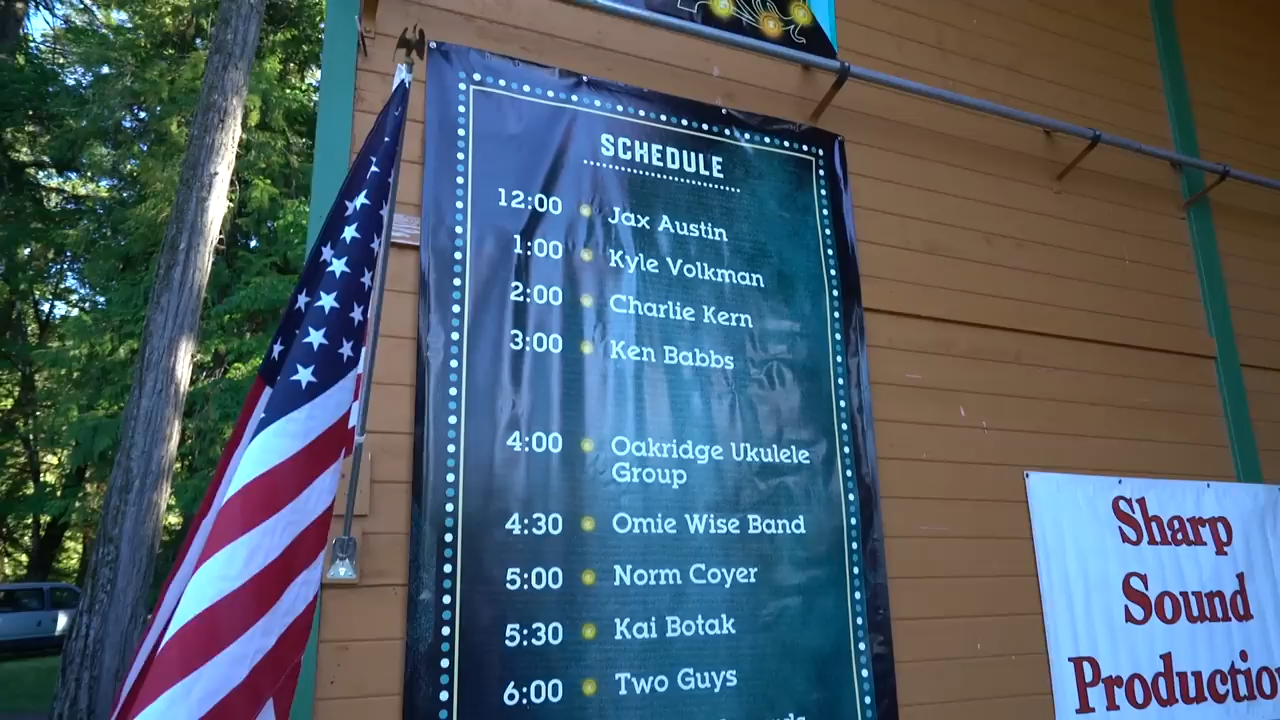 SCHEDULE
12:00 Jax Austin
1:00 Kyle Volkman
2:00 Charlie Kern
3:00 Ken Babbs
4:00 Oakridge Ukulele
Group
4:30 Omie Wise Band
5:00 Norm Coyer
5:30 Kai Botak
6:00 Two Guys
Sharp
Sound
Productio